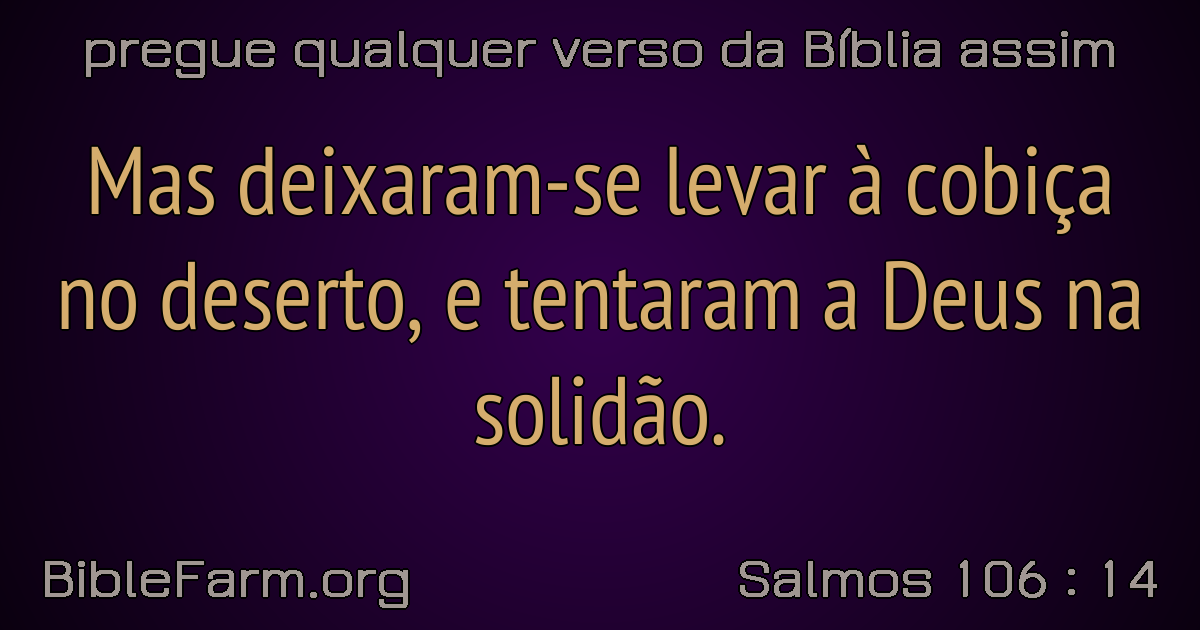 pregue qualquer verso da Bíblia assim
Mas deixaram-se levar à cobiça
no deserto, e tentaram a Deus na
solidão.
BibleFarm.org
Salmos 106 : 14